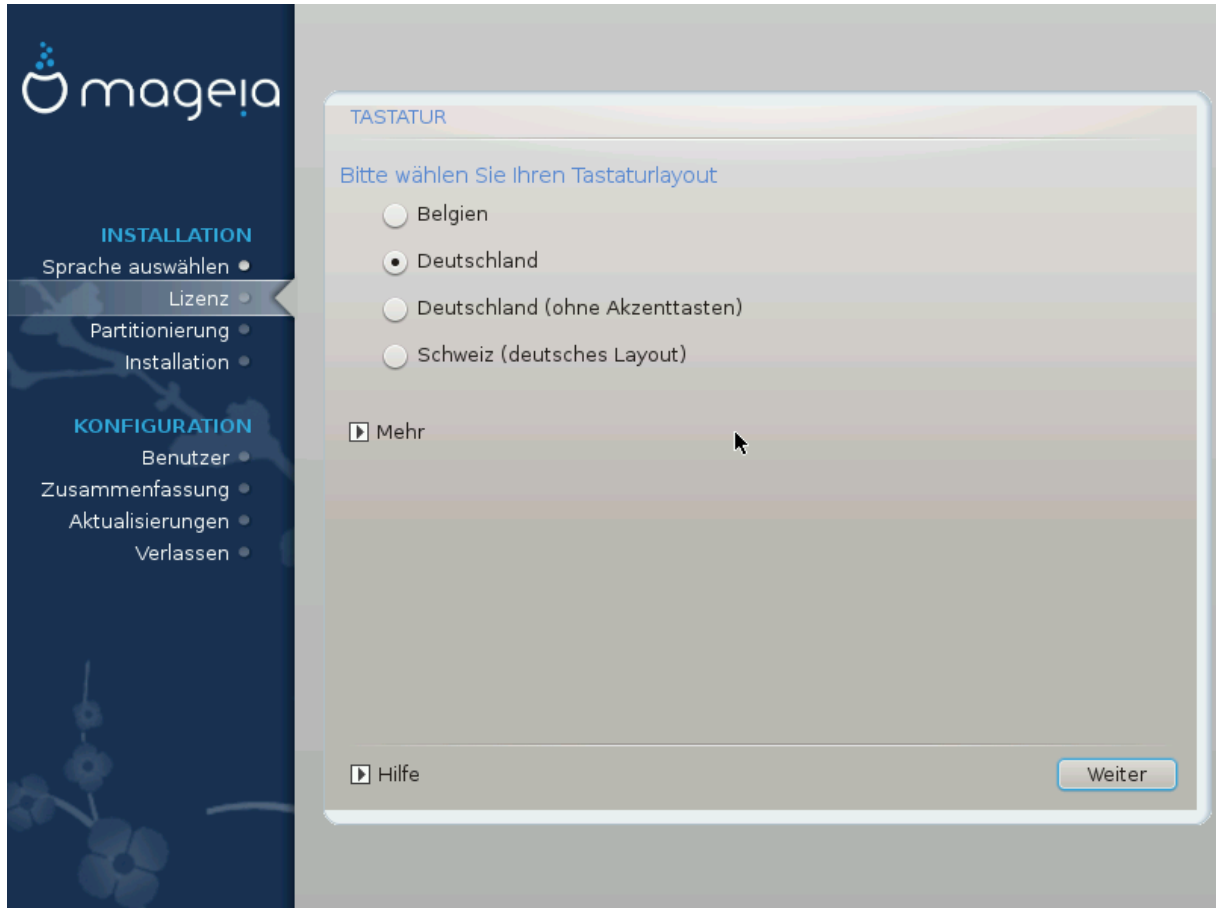 mageia
INSTALLATION
Sprache auswählen
Lizenz
Partitionierung
Installation
KONFIGURATION
Benutzer
Zusammenfassung
Aktualisierungen
Verlassen
TASTATUR
Bitte wählen Sie Ihren Tastaturlayout
Belgien
Deutschland
Deutschland (ohne Akzenttasten)
Schweiz (deutsches Layout)
Mehr
Hilfe
Weiter